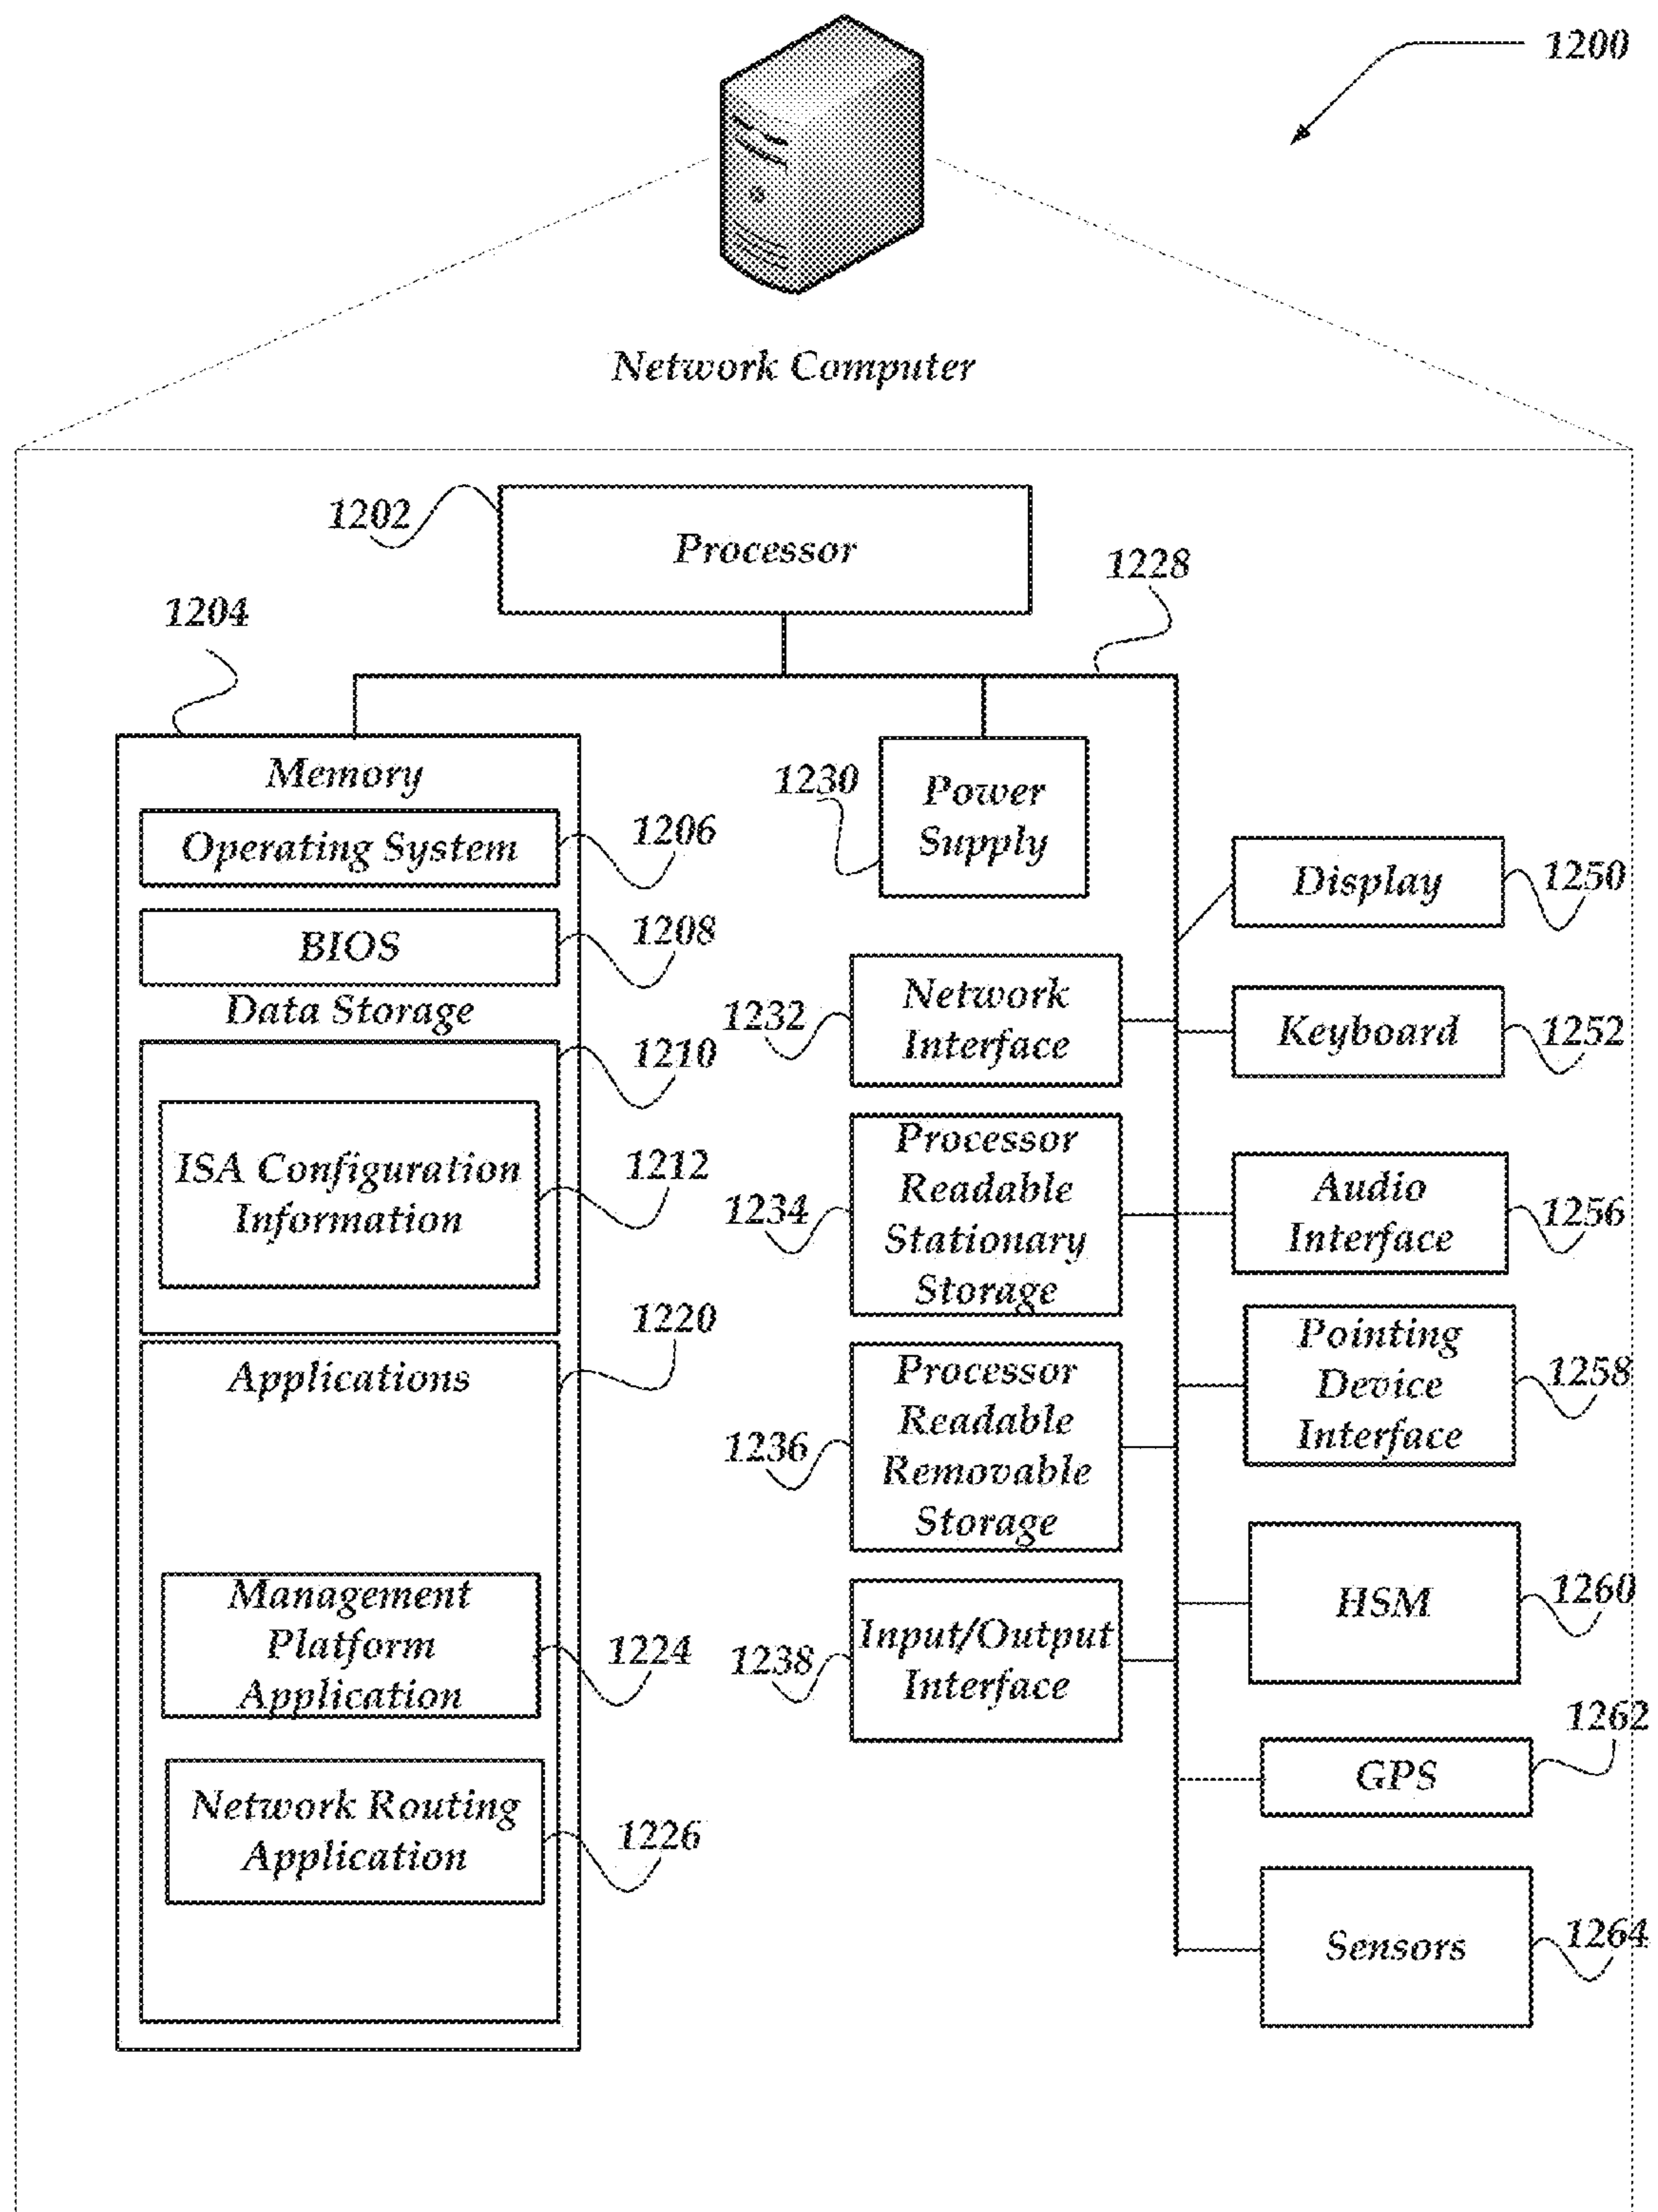 1200
Network Computer
1202
Processor
1228
1204
Memory
Operating System
1206
BIOS
1208
Data Storage
1210
ISA Configuration
Information
1212
Applications
1220
Management
Platform
Application
1224
Network Routing
Application
1226
1230
Power
Supply
1232
Network
Interface
1234
Processor
Readable
Stationary
Storage
1236
Processor
Readable
Removable
Storage
1238
Input/Output
Interface
Display
1250
Keyboard
1252
Audio
Interface
1256
Pointing
Device
Interface
1258
HSM
1260
GPS
1262
Sensors
1264